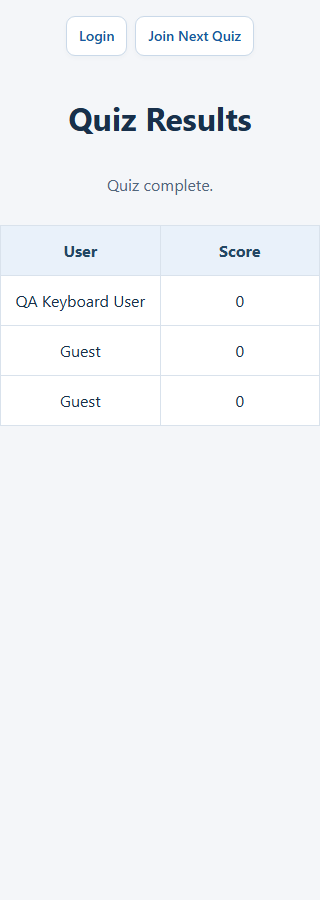 Login Join Next Quiz
Quiz Results
Quiz complete.
User Score
QA Keyboard User 0
Guest 0
Guest 0